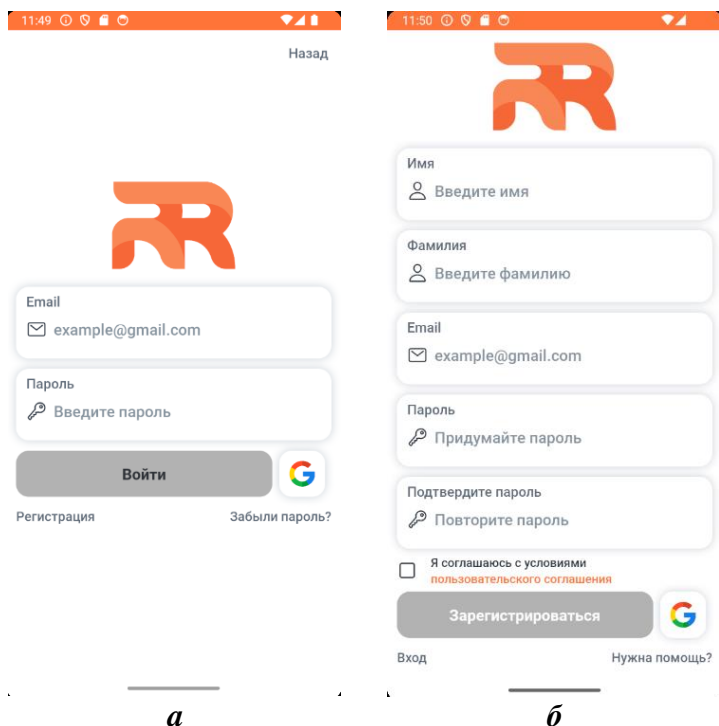 11:49
Назад
Email
example@gmail.com
Пароль
Введите пароль
Войти
Регистрация
Забыли пароль?
а
11:50
Имя
Введите имя
Фамилия
Введите фамилию
Email
example@gmail.com
Пароль
Придумайте пароль
Подтвердите пароль
Повторите пароль
Я соглашаюсь с условиями
пользовательского соглашения
Зарегистрироваться
Вход
Нужна помощь?
б